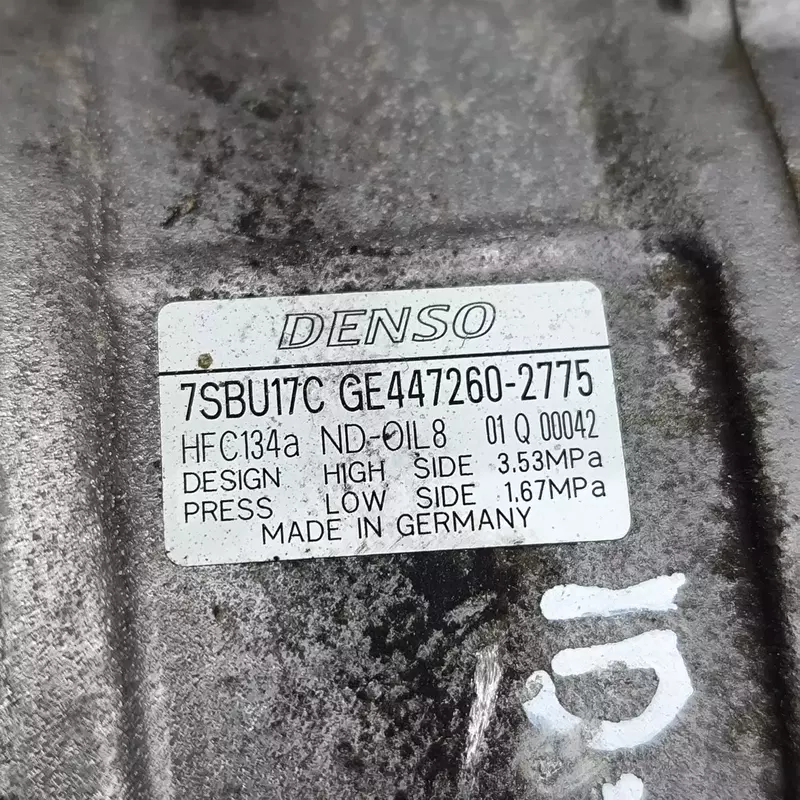 DENSO
7SBU17C GE447260-2775
HFC134a ND-OIL8 01 Q 00042
DESIGN HIGH SIDE 3.53MPa
PRESS LOW SIDE 1.67MPa
MADE IN GERMANY